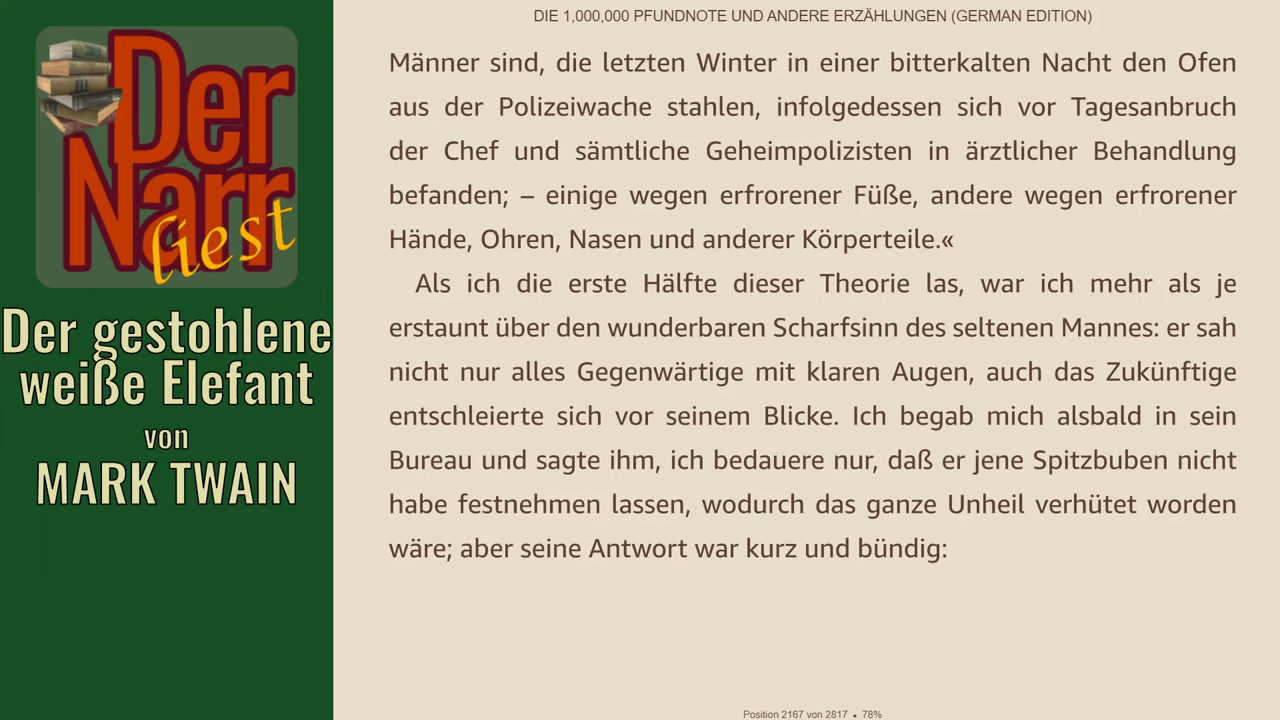 Der
Narr
liest
Der gestohlene
weiße Elefant
von
MARK TWAIN
DIE 1,000,000 PFUNDNOTE UND ANDERE ERZÄHLUNGEN (GERMAN EDITION)
Männer sind, die letzten Winter in einer bitterkalten Nacht den Ofen
aus der Polizeiwache stahlen, infolgedessen sich vor Tagesanbruch
der Chef und sämtliche Geheimpolizisten in ärztlicher Behandlung
befanden; – einige wegen erfrorener Füße, andere wegen erfrorener
Hände, Ohren, Nasen und anderer Körperteile.«
Als ich die erste Hälfte dieser Theorie las, war ich mehr als je
erstaunt über den wunderbaren Scharfsinn des seltenen Mannes: er sah
nicht nur alles Gegenwärtige mit klaren Augen, auch das Zukünftige
entschleierte sich vor seinem Blicke. Ich begab mich alsbald in sein
Bureau und sagte ihm, ich bedauere nur, daß er jene Spitzbuben nicht
habe festnehmen lassen, wodurch das ganze Unheil verhütet worden
wäre; aber seine Antwort war kurz und bündig:
Position 2167 von 2817 • 78%